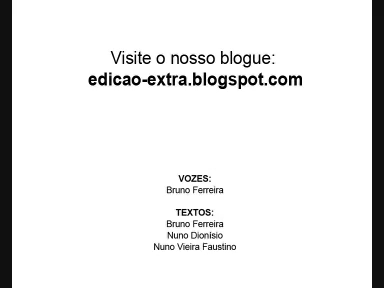 Visite o nosso blogue:
edicao-extra.blogspot.com
VOZES:
Bruno Ferreira
TEXTOS:
Bruno Ferreira
Nuno Dionísio
Nuno Vieira Faustino